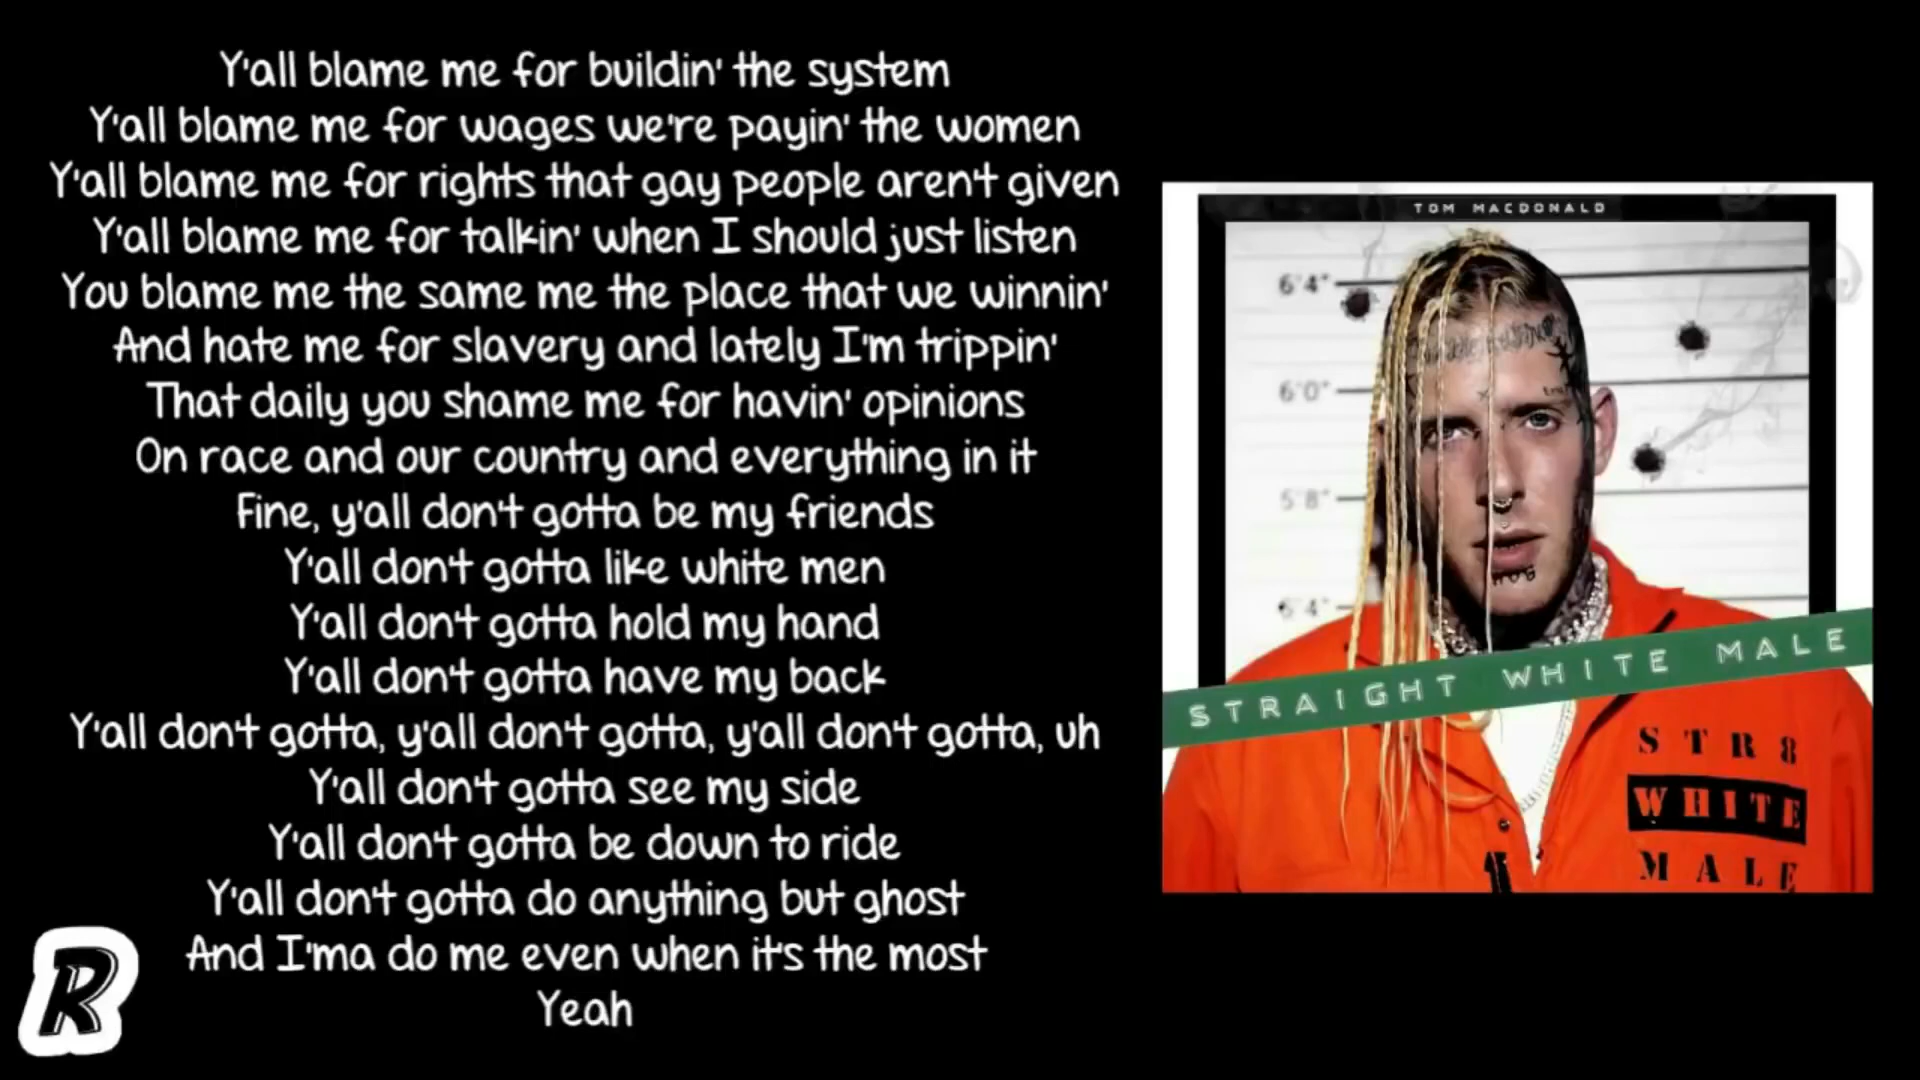 Y'all blame me for buildin' the system
Y'all blame me for wages we're payin' the women
Y'all blame me for rights that gay people aren't given
Y'all blame me for talkin' when I should just listen
You blame me the same me the place that we winnin'
And hate me for slavery and lately I'm trippin'
That daily you shame me for havin' opinions
On race and our country and everything in it
Fine, y'all don't gotta be my friends
Y'all don't gotta like white men
Y'all don't gotta hold my hand
Y'all don't gotta have my back
Y'all don't gotta, y'all don't gotta, y'all don't gotta, uh
Y'all don't gotta see my side
Y'all don't gotta be down to ride
Y'all don't gotta do anything but ghost
And I'ma do me even when it's the most
Yeah
R
TOM MACDONALD
6'4"
6'0"
5'8"
STRAIGHT WHITE MALE
STR8
WHITE
MALE